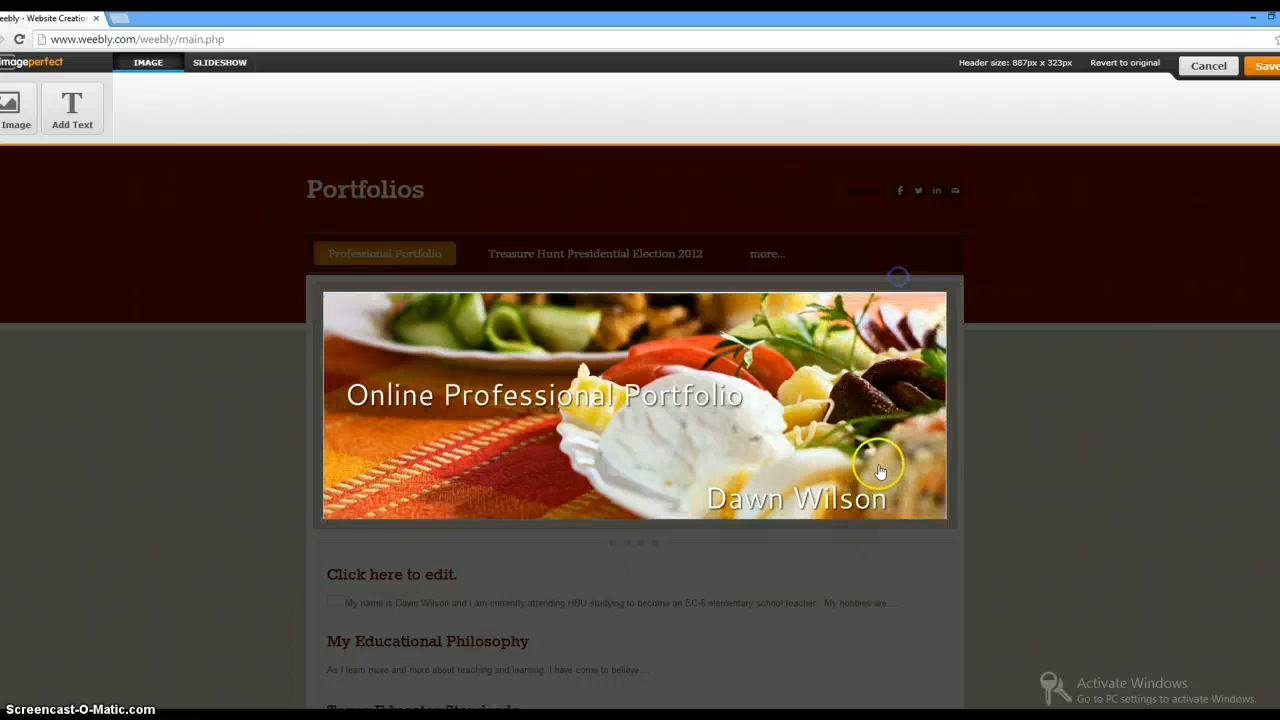 eebly - Website Creatio
www.weebly.com/weebly/main.php
imageperfect
IMAGE
SLIDESHOW
Header size: 887px x 323px
Revert to original
Cancel
Save
Image
Add Text
Portfolios
Professional Portfolio
Treasure Hunt Presidential Election 2012
more...
Online Professional Portfolio
Dawn Wilson
Click here to edit.
My name is Dawn Wilson and I am currently attending HBU studying to become an EC-6 elementary school teacher. My hobbies are...
My Educational Philosophy
As I learn more and more about teaching and learning, I have come to believe...
Activate Windows
Go to PC settings to activate Windows.
Screencast-O-Matic.com